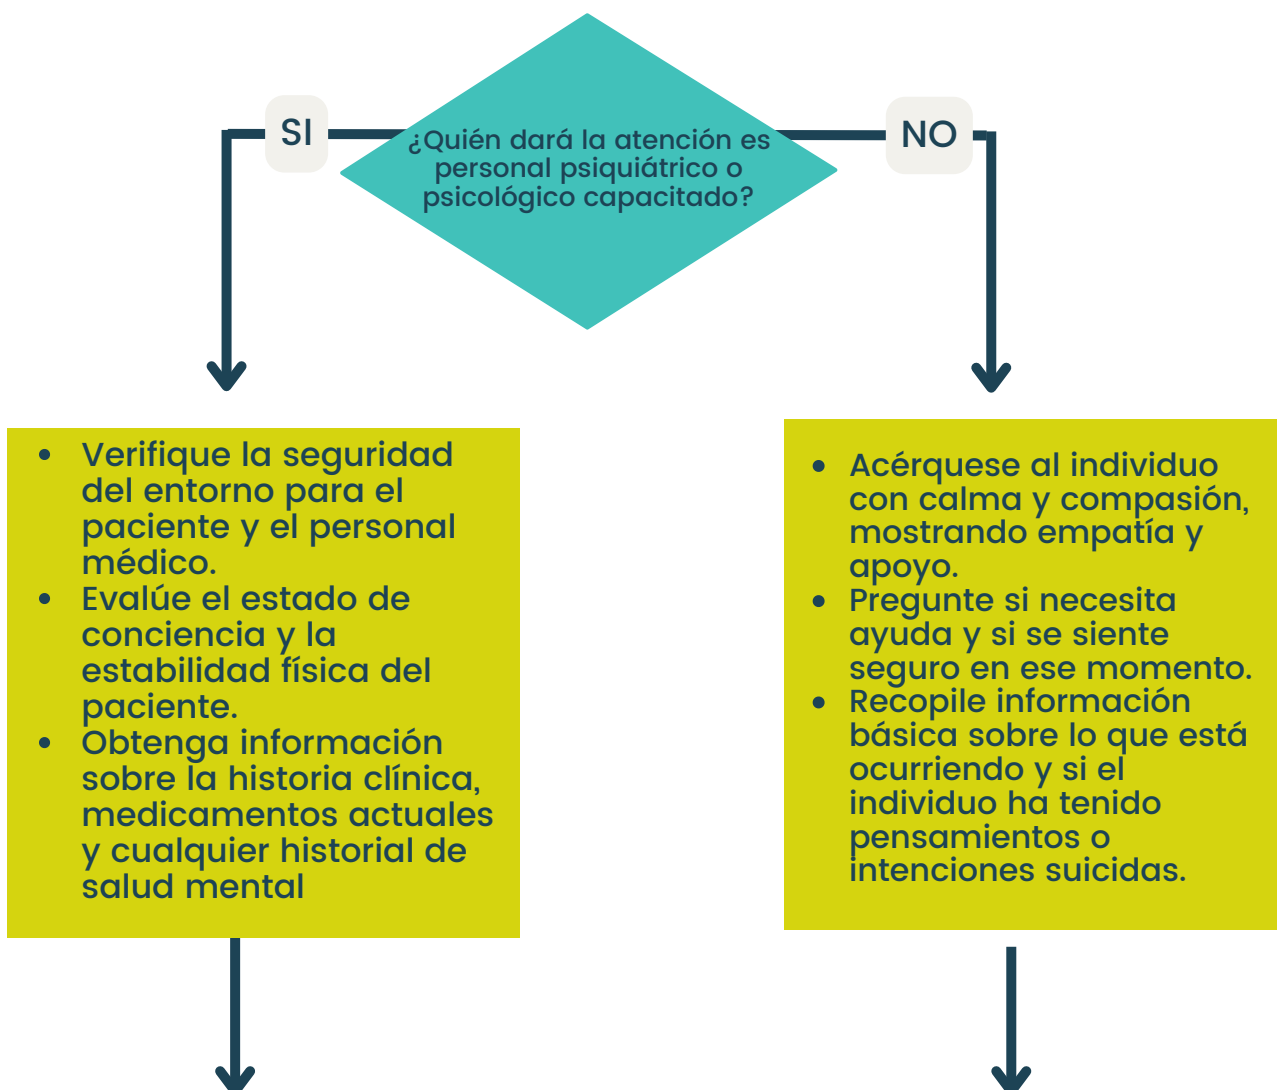 SI
¿Quién dará la atención es
personal psiquiátrico o
psicológico capacitado?
NO
• Verifique la seguridad
del entorno para el
paciente y el personal
médico.
• Evalúe el estado de
conciencia y la
estabilidad física del
paciente.
• Obtenga información
sobre la historia clínica,
medicamentos actuales
y cualquier historial de
salud mental
• Acérquese al individuo
con calma y compasión,
mostrando empatía y
apoyo.
• Pregunte si necesita
ayuda y si se siente
seguro en ese momento.
• Recopile información
básica sobre lo que está
ocurriendo y si el
individuo ha tenido
pensamientos o
intenciones suicidas.